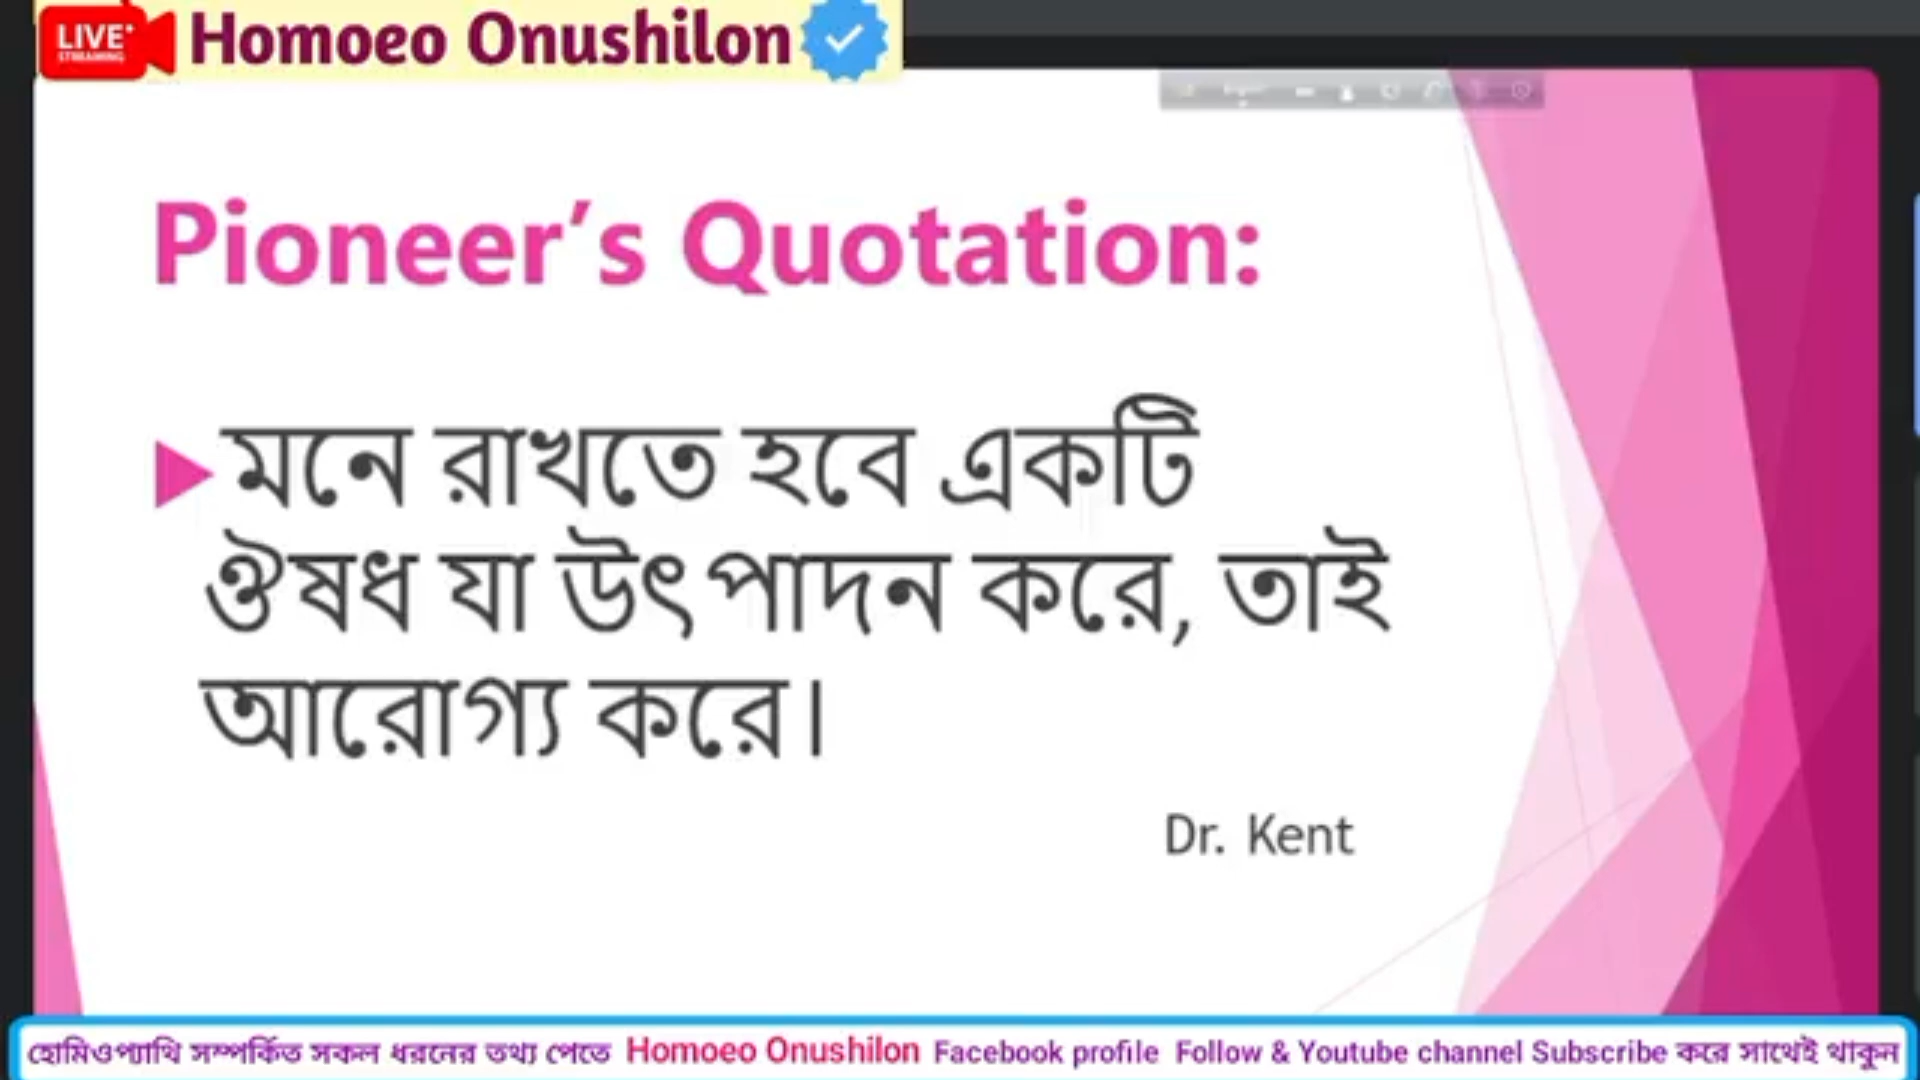 LIVE
STREAMING
Homoeo Onushilon
Pioneer's Quotation:
মনে রাখতে হবে একটি
ঔষধ যা উৎপাদন করে, তাই
আরোগ্য করে।
Dr. Kent
হোমিওপ্যাথি সম্পর্কিত সকল ধরনের তথ্য পেতে Homoeo Onushilon Facebook profile Follow & Youtube channel Subscribe করে সাথেই থাকুন